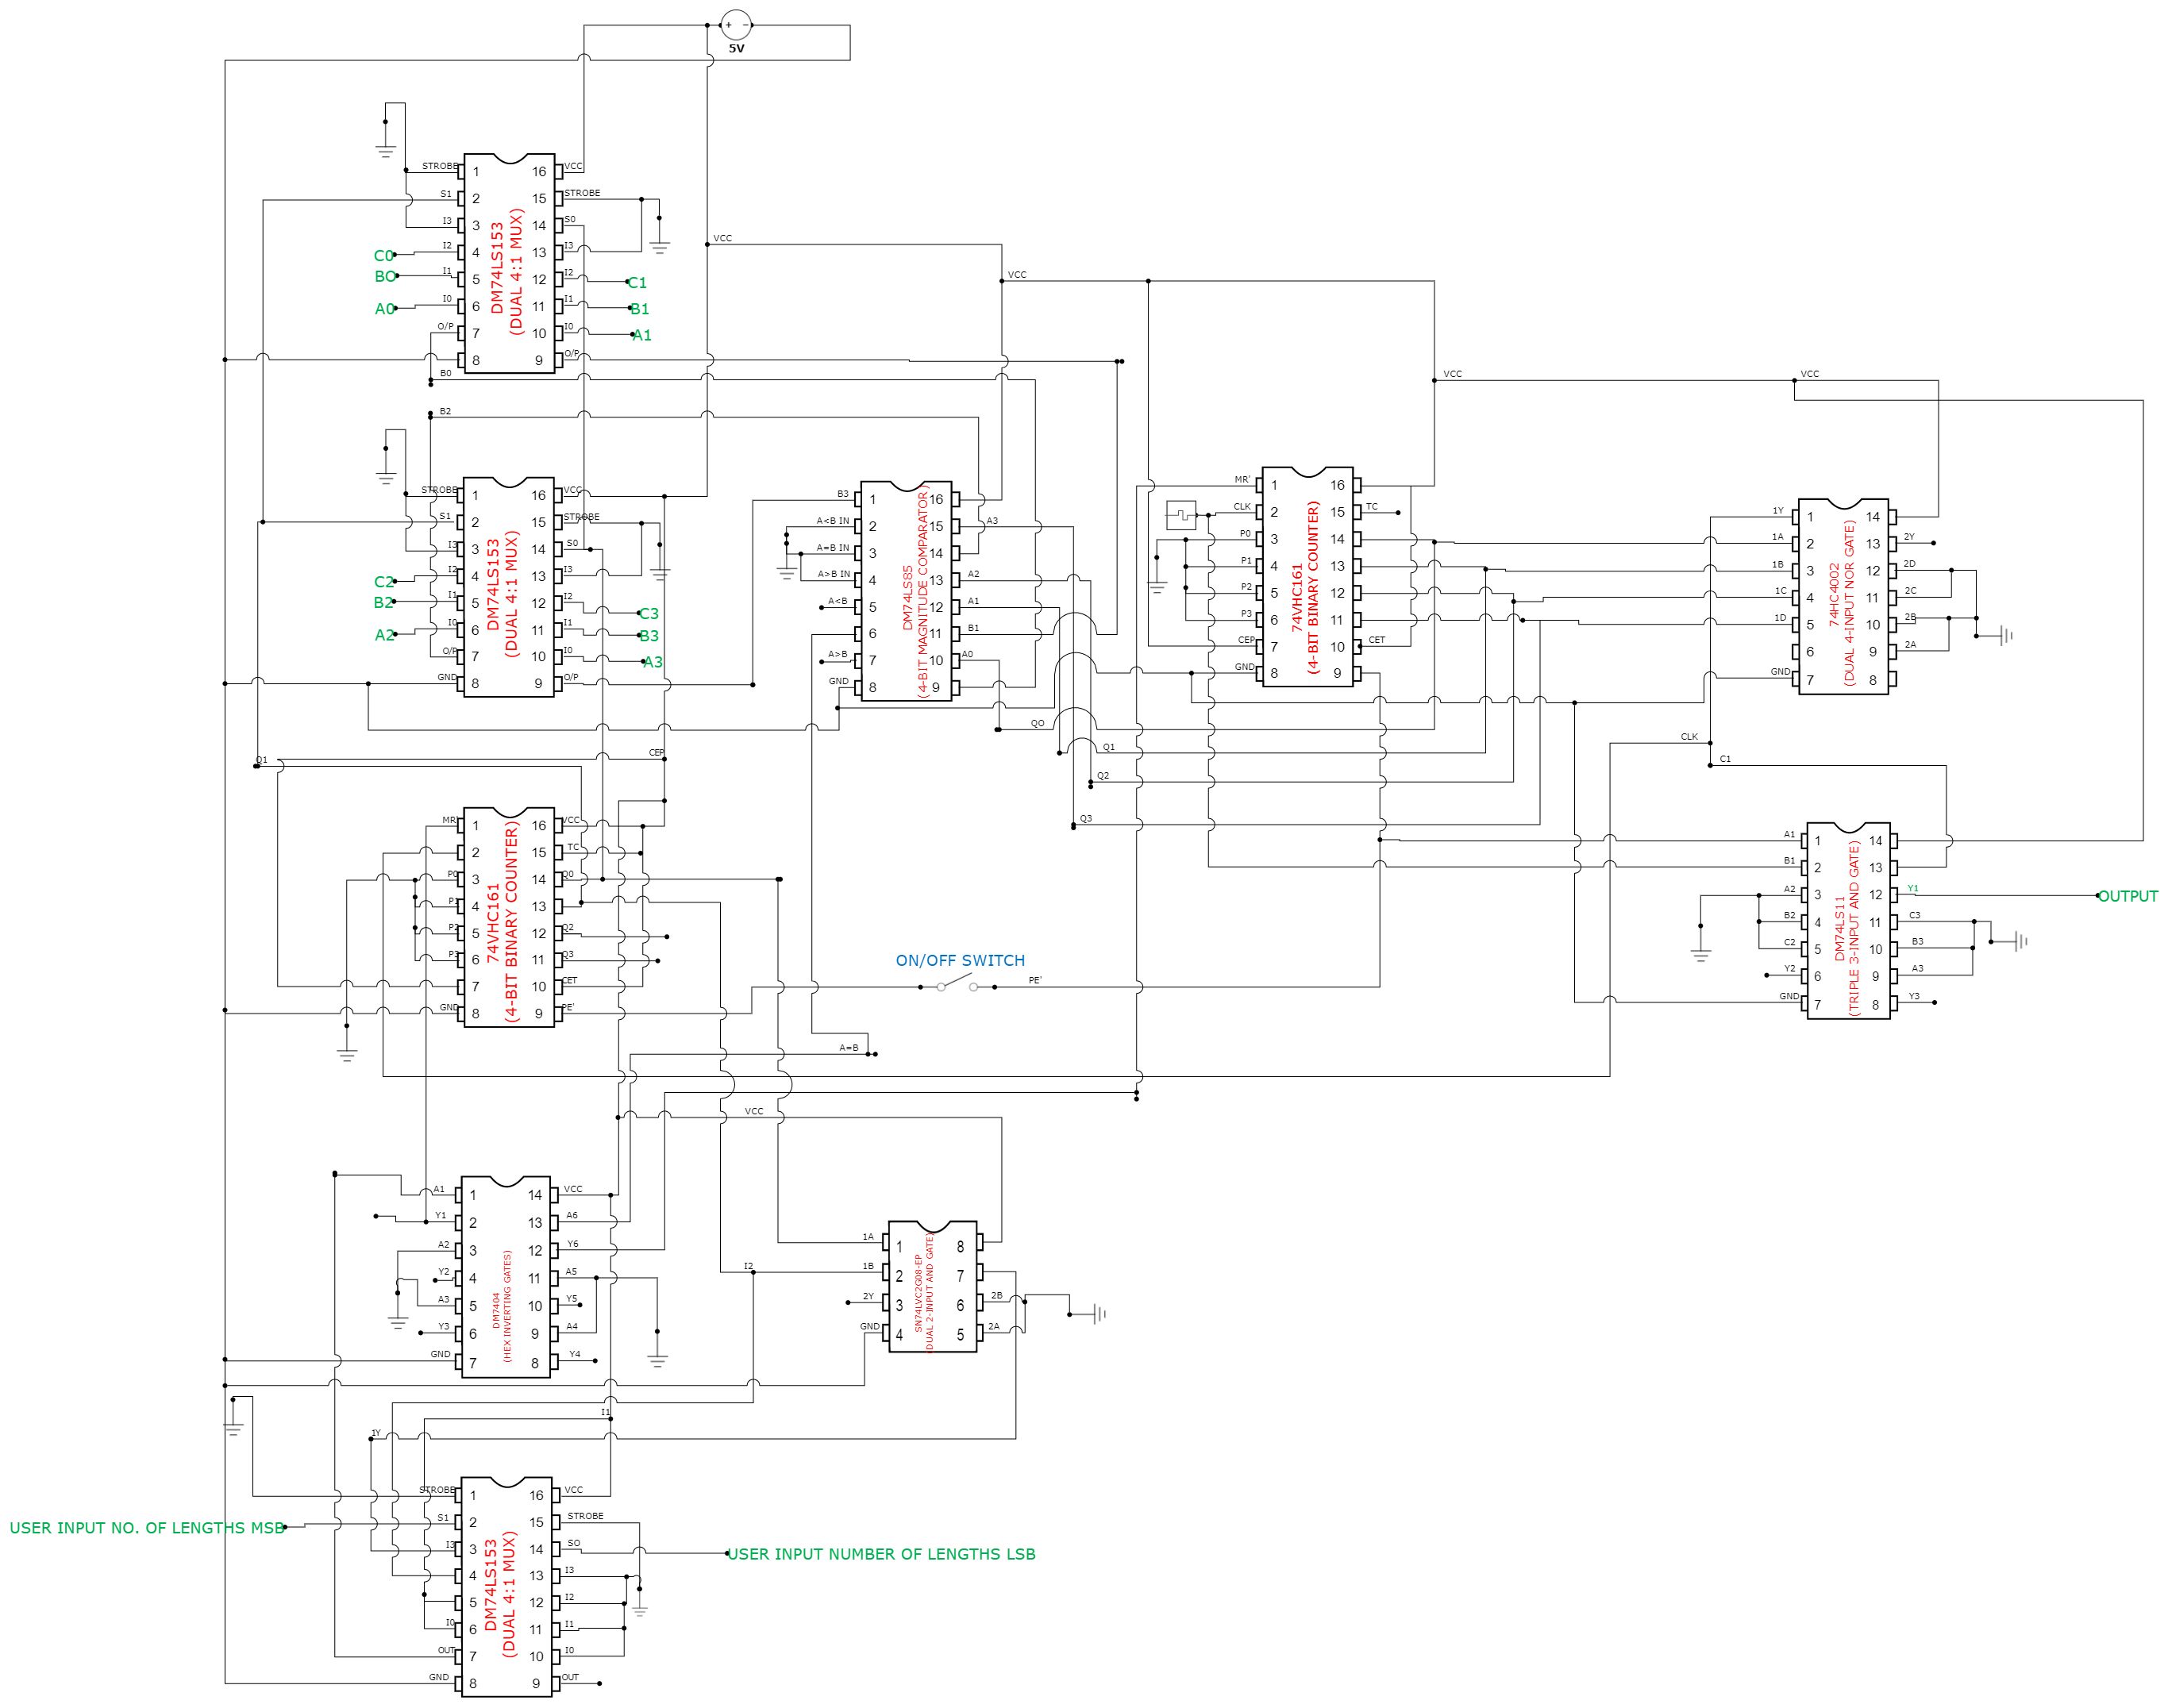 + −
5V
STROBE 1 16 VCC
S1 2 15 STROBE
I3 3 14 S0
C0 I2 4 13 I3
BO I1 5 12 I2 C1
A0 I0 6 11 I1 B1
O/P 7 10 I0 A1
8 9 O/P
DM74LS153
(DUAL 4:1 MUX)
B0
B2
VCC
VCC
VCC
VCC
STROBE 1 16 VCC
S1 2 15 STROBE
I3 3 14 S0
C2 I2 4 13 I3
B2 I1 5 12 I2 C3
A2 I0 6 11 I1 B3
O/P 7 10 I0 A3
GND 8 9 O/P
DM74LS153
(DUAL 4:1 MUX)
B3 1 16
A<B IN 2 15 A3
A=B IN 3 14
A>B IN 4 13 A2
A<B 5 12 A1
6 11 B1
A>B 7 10 A0
GND 8 9
DM74LS85
(4-BIT MAGNITUDE COMPARATOR)
MR' 1 16
CLK 2 15 TC
P0 3 14
P1 4 13
P2 5 12
P3 6 11
CEP 7 10 CET
GND 8 9
74VHC161
(4-BIT BINARY COUNTER)
1Y 1 14
1A 2 13 2Y
1B 3 12 2D
1C 4 11 2C
1D 5 10 2B
6 9 2A
GND 7 8
74HC4002
(DUAL 4-INPUT NOR GATE)
QO
Q1
Q2
Q3
CLK
C1
CEP
Q1
MR' 1 16 VCC
2 15 TC
P0 3 14 Q0
P1 4 13
P2 5 12 Q2
P3 6 11 Q3
7 10 CET
GND 8 9 PE'
74VHC161
(4-BIT BINARY COUNTER)
A1 1 14
B1 2 13
A2 3 12 Y1 OUTPUT
B2 4 11 C3
C2 5 10 B3
Y2 6 9 A3
GND 7 8 Y3
DM74LS11
(TRIPLE 3-INPUT AND GATE)
ON/OFF SWITCH
PE'
A=B
VCC
A1 1 14 VCC
Y1 2 13 A6
A2 3 12 Y6
Y2 4 11 A5
A3 5 10 Y5
Y3 6 9 A4
GND 7 8 Y4
DM7404
(HEX INVERTING GATES)
I2
1A 1 8
1B 2 7
2Y 3 6 2B
GND 4 5 2A
SN74LVC2G08-EP
(DUAL 2-INPUT AND GATE)
I1
1Y
STROBE 1 16 VCC
USER INPUT NO. OF LENGTHS MSB S1 2 15 STROBE
I3 3 14 SO USER INPUT NUMBER OF LENGTHS LSB
4 13 I3
5 12 I2
I0 6 11 I1
OUT 7 10 I0
GND 8 9 OUT
DM74LS153
(DUAL 4:1 MUX)